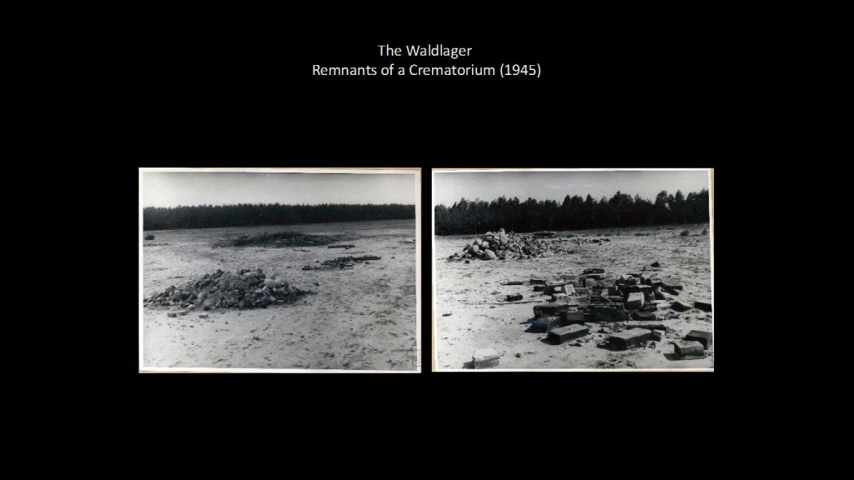 The Waldlager
Remnants of a Crematorium (1945)